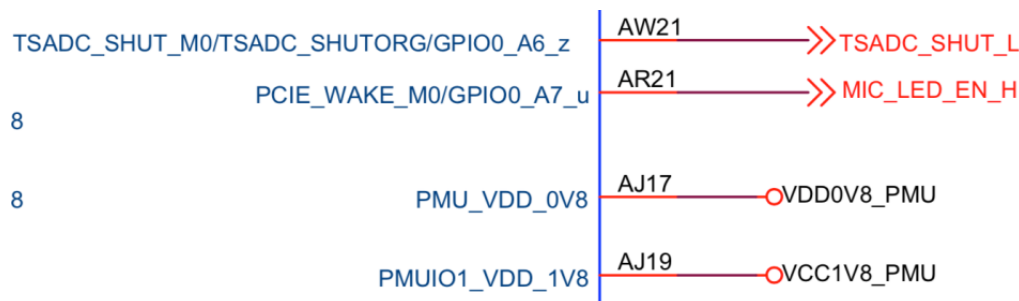 TSADC_SHUT_M0/TSADC_SHUTORG/GPIO0_A6_z AW21 TSADC_SHUT_L
PCIE_WAKE_M0/GPIO0_A7_u AR21 MIC_LED_EN_H
8
8 PMU_VDD_0V8 AJ17 VDD0V8_PMU
PMUIO1_VDD_1V8 AJ19 VCC1V8_PMU